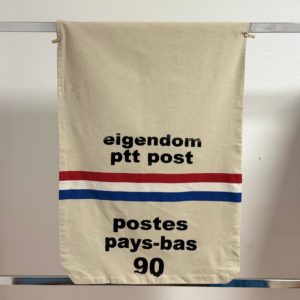 eigendom
ptt post
postes
pays-bas
90